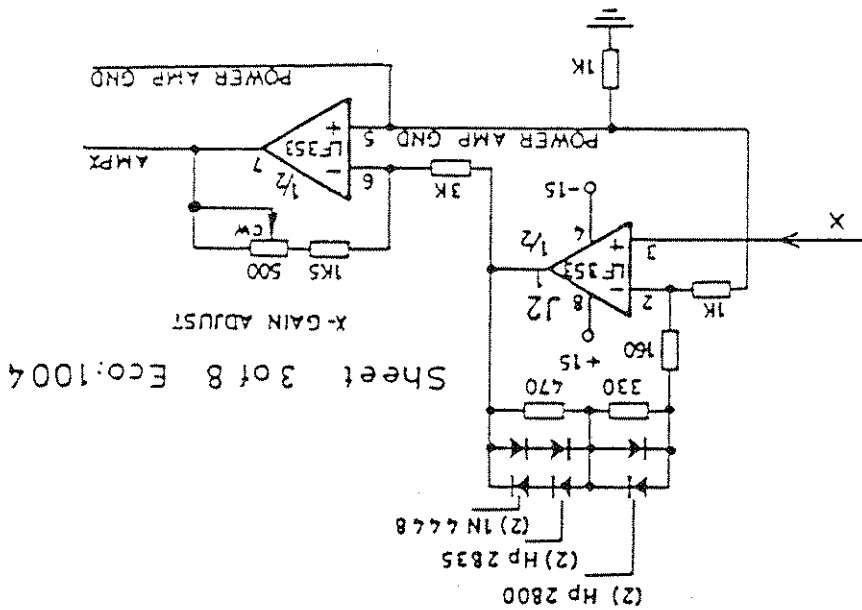 (2) Hp 2800
(2) Hp 2835
(2) 1N 4448
330
470
Sheet 3 of 8 Eco:1004
160
+15
X-GAIN ADJUST
1K
2
8
J2
LF353
1
X
3
4
1/2
-15
1K5
500
CW
3K
6
1/2
LF353
7
AMPX
5
POWER AMP GND
1K
POWER AMP GND